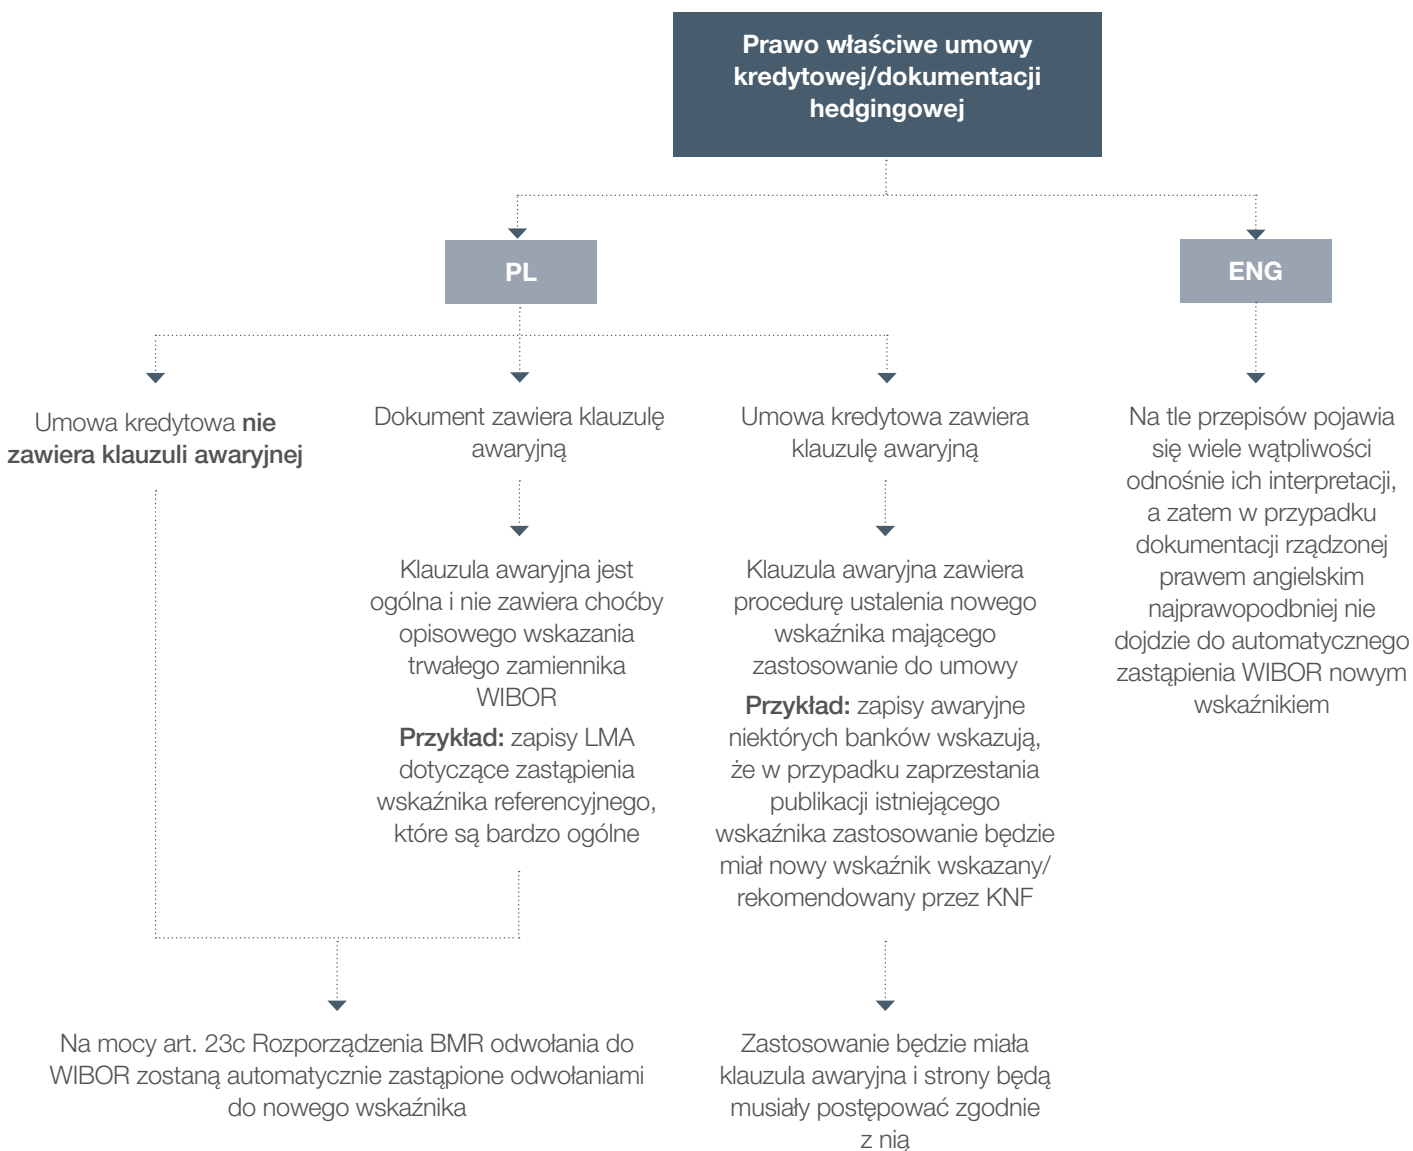 Prawo właściwe umowy
kredytowej/dokumentacji
hedgingowej
PL
ENG
Umowa kredytowa nie
zawiera klauzuli awaryjnej
Dokument zawiera klauzulę
awaryjną
Umowa kredytowa zawiera
klauzulę awaryjną
Na tle przepisów pojawia
się wiele wątpliwości
odnośnie ich interpretacji,
a zatem w przypadku
dokumentacji rządzonej
prawem angielskim
najprawopodbniej nie
dojdzie do automatycznego
zastąpienia WIBOR nowym
wskaźnikiem
Klauzula awaryjna jest
ogólna i nie zawiera choćby
opisowego wskazania
trwałego zamiennika
WIBOR
Przykład: zapisy LMA
dotyczące zastąpienia
wskaźnika referencyjnego,
które są bardzo ogólne
Klauzula awaryjna zawiera
procedurę ustalenia nowego
wskaźnika mającego
zastosowanie do umowy
Przykład: zapisy awaryjne
niektórych banków wskazują,
że w przypadku zaprzestania
publikacji istniejącego
wskaźnika zastosowanie będzie
miał nowy wskaźnik wskazany/
rekomendowany przez KNF
Na mocy art. 23c Rozporządzenia BMR odwołania do
WIBOR zostaną automatycznie zastąpione odwołaniami
do nowego wskaźnika
Zastosowanie będzie miała
klauzula awaryjna i strony będą
musiały postępować zgodnie
z nią